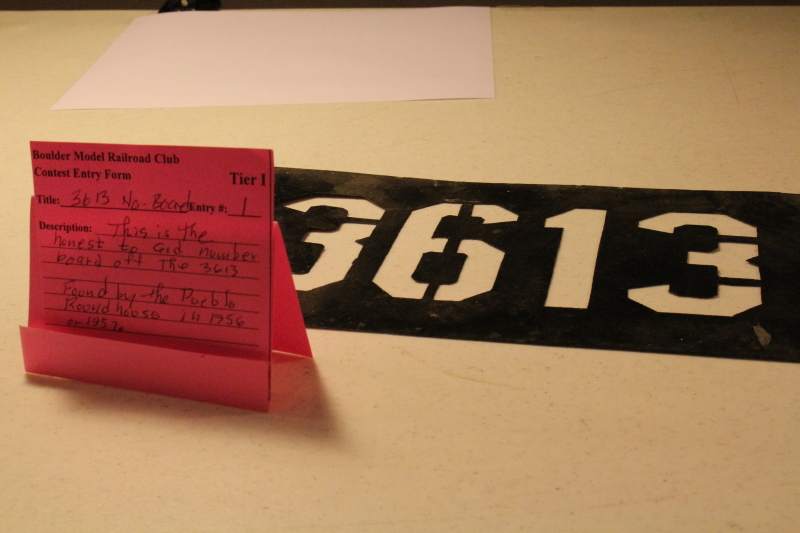 Boulder Model Railroad Club
Contest Entry Form
Tier I
Title: 3613 No. Board Entry #: 1
Description: This is the
honest to God number
board off The 3613
Found by the Pueblo
Roundhouse in 1956
or 1957.
3613